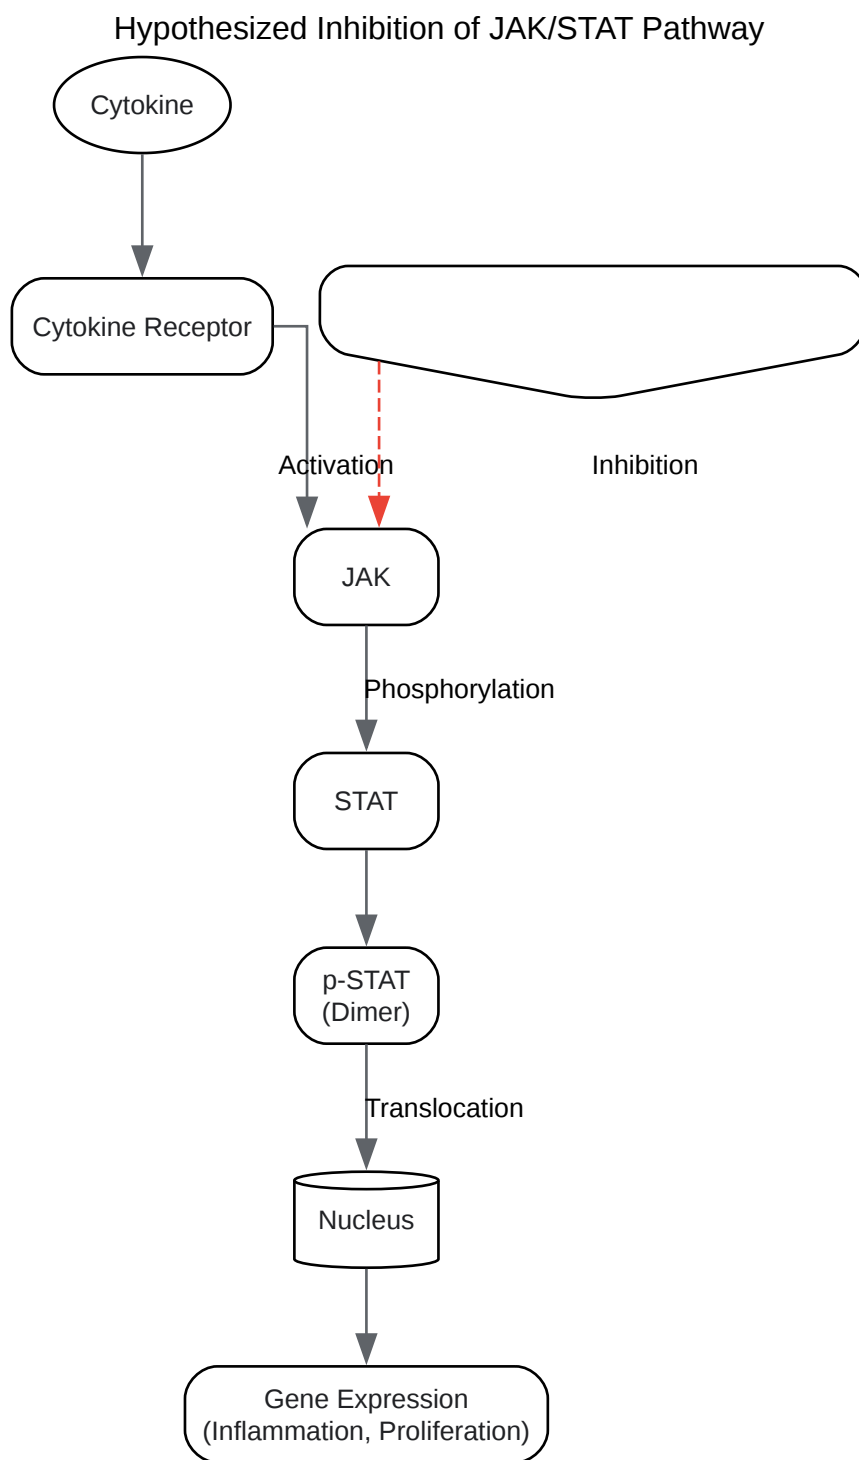 Hypothesized Inhibition of JAK/STAT Pathway
Cytokine
Cytokine Receptor
Activation
Inhibition
JAK
Phosphorylation
STAT
p-STAT
(Dimer)
Translocation
Nucleus
Gene Expression
(Inflammation, Proliferation)